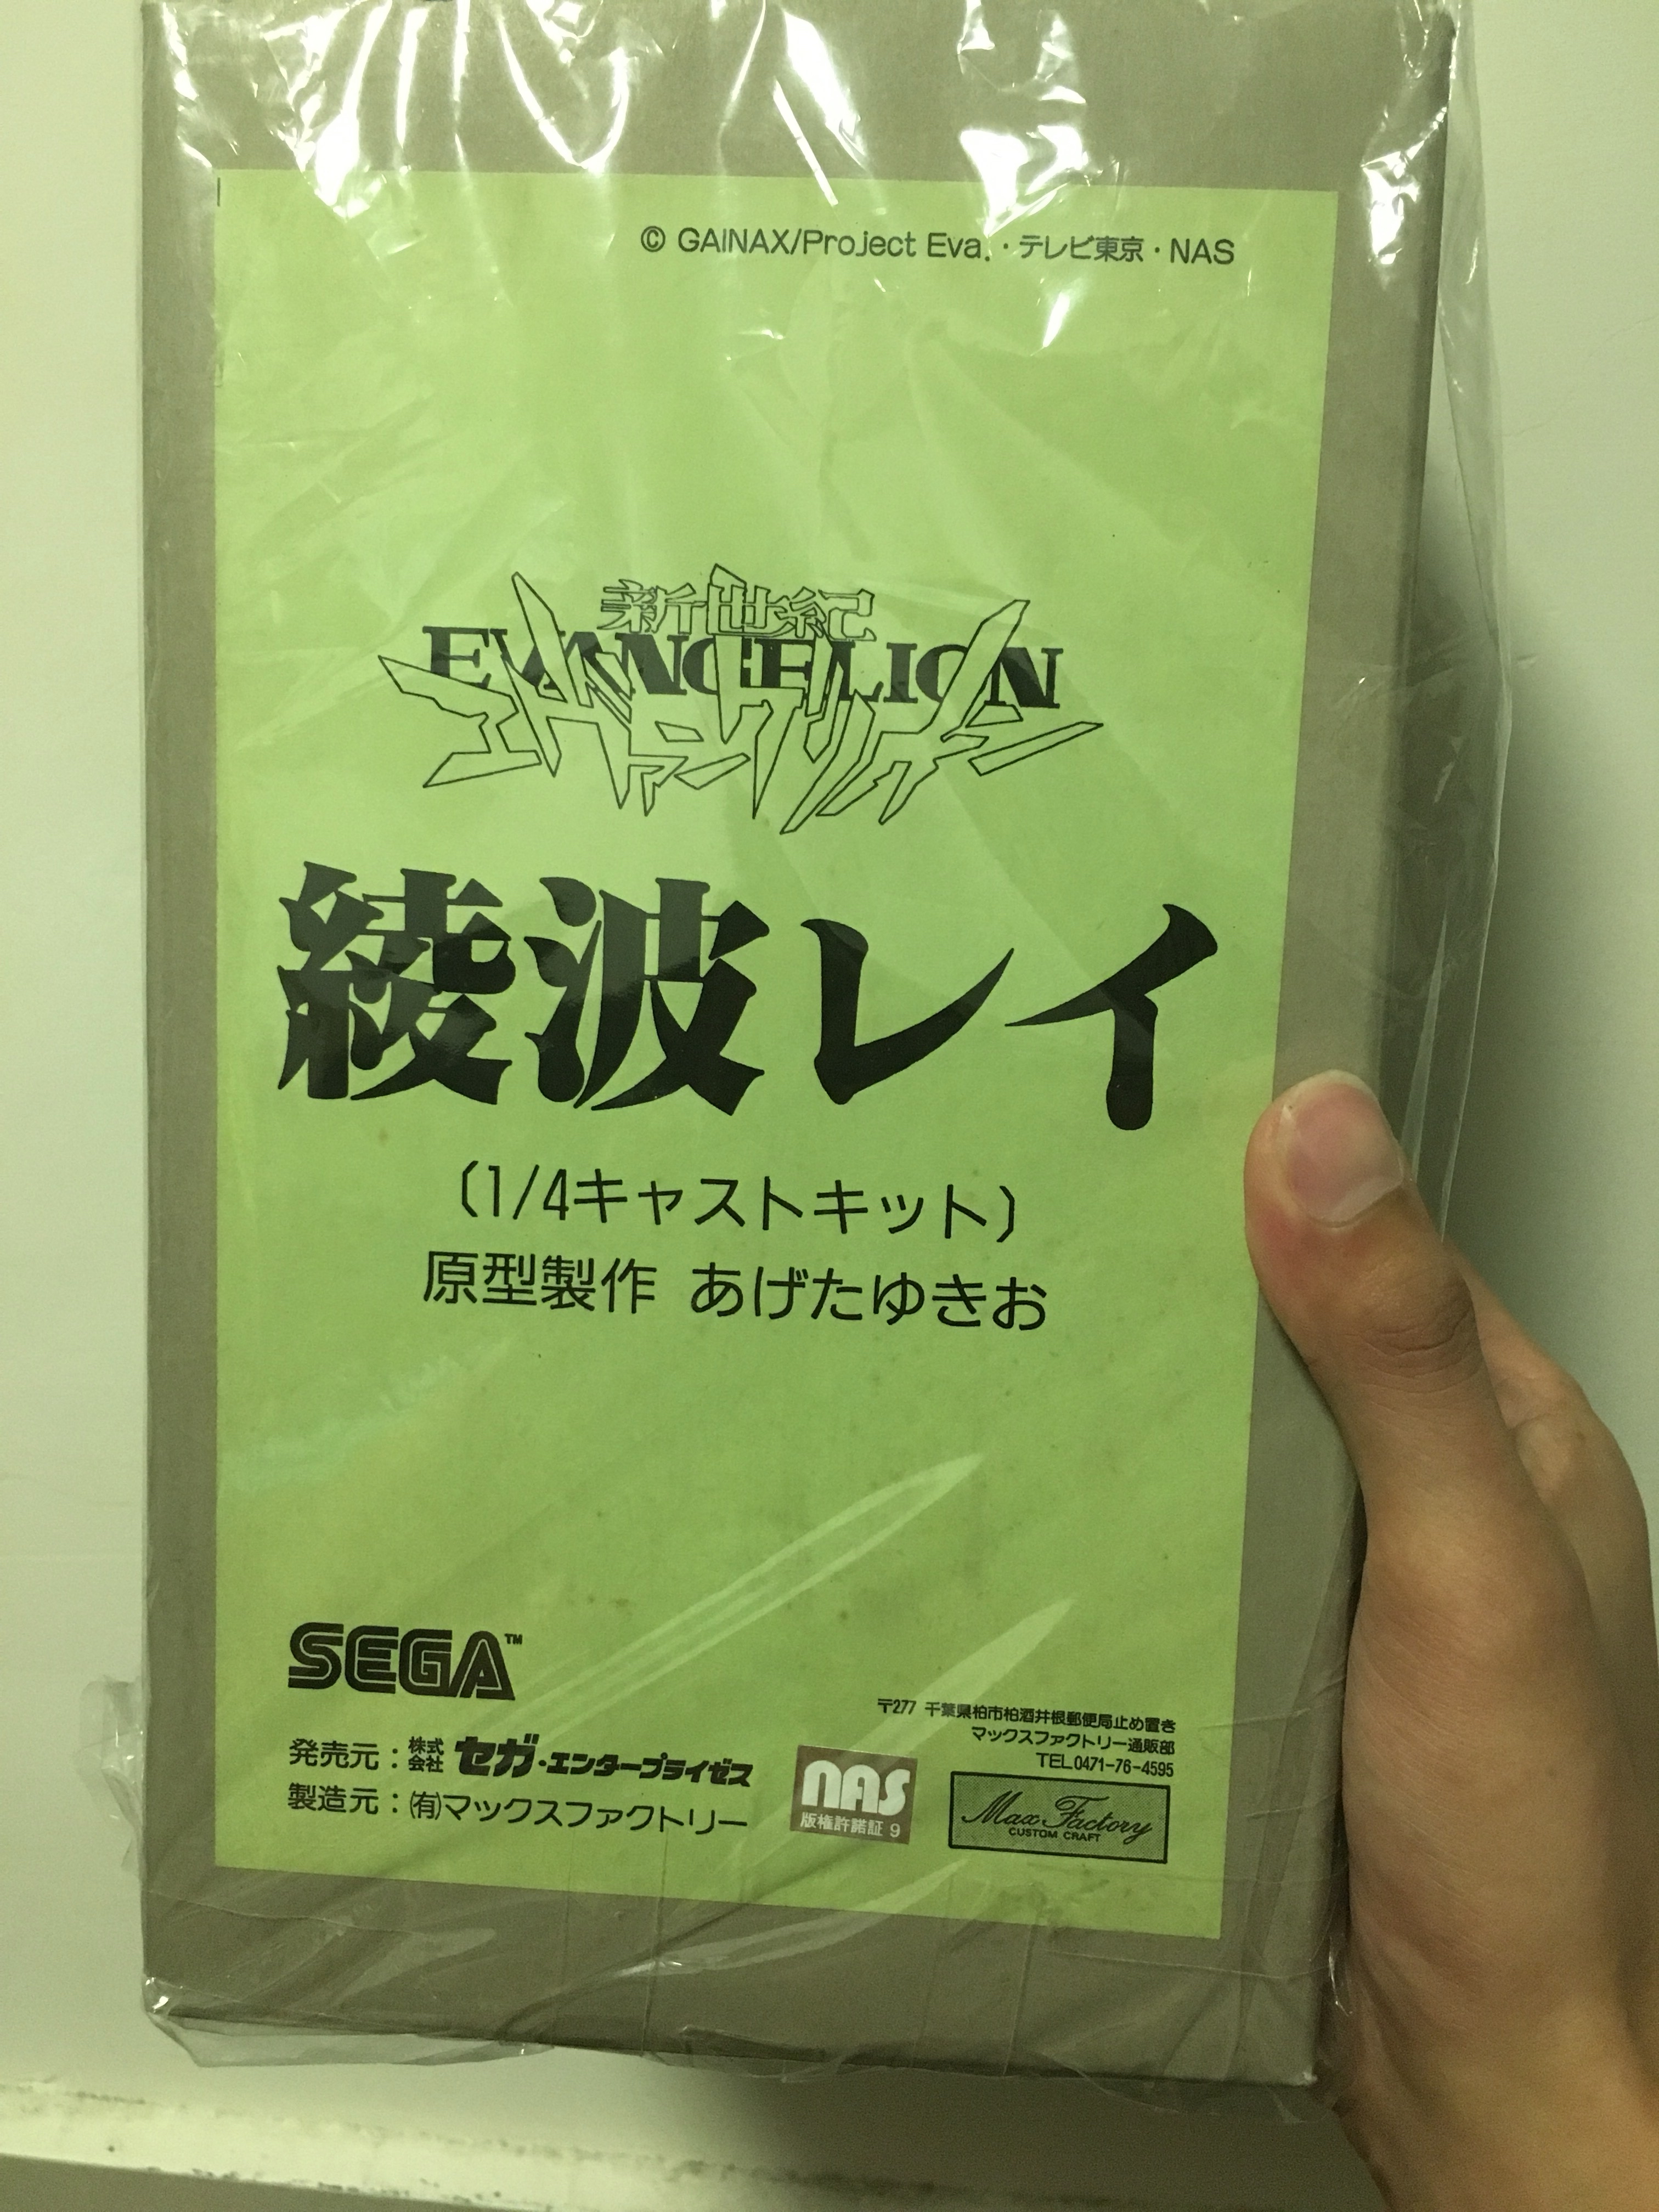 © GAINAX/Project Eva.・テレビ東京・NAS
新世紀
EVANGELION
エヴァンゲリオン
綾波レイ
(1/4キャストキット)
原型製作 あげたゆきお
SEGA™
発売元：株式会社 セガ・エンタープライゼス
製造元：㈲マックスファクトリー
nas
版権許諾証 9
〒277 千葉県柏市柏酒井根郵便局止め置き
マックスファクトリー通販部
TEL 0471-76-4595
Max Factory
CUSTOM CRAFT